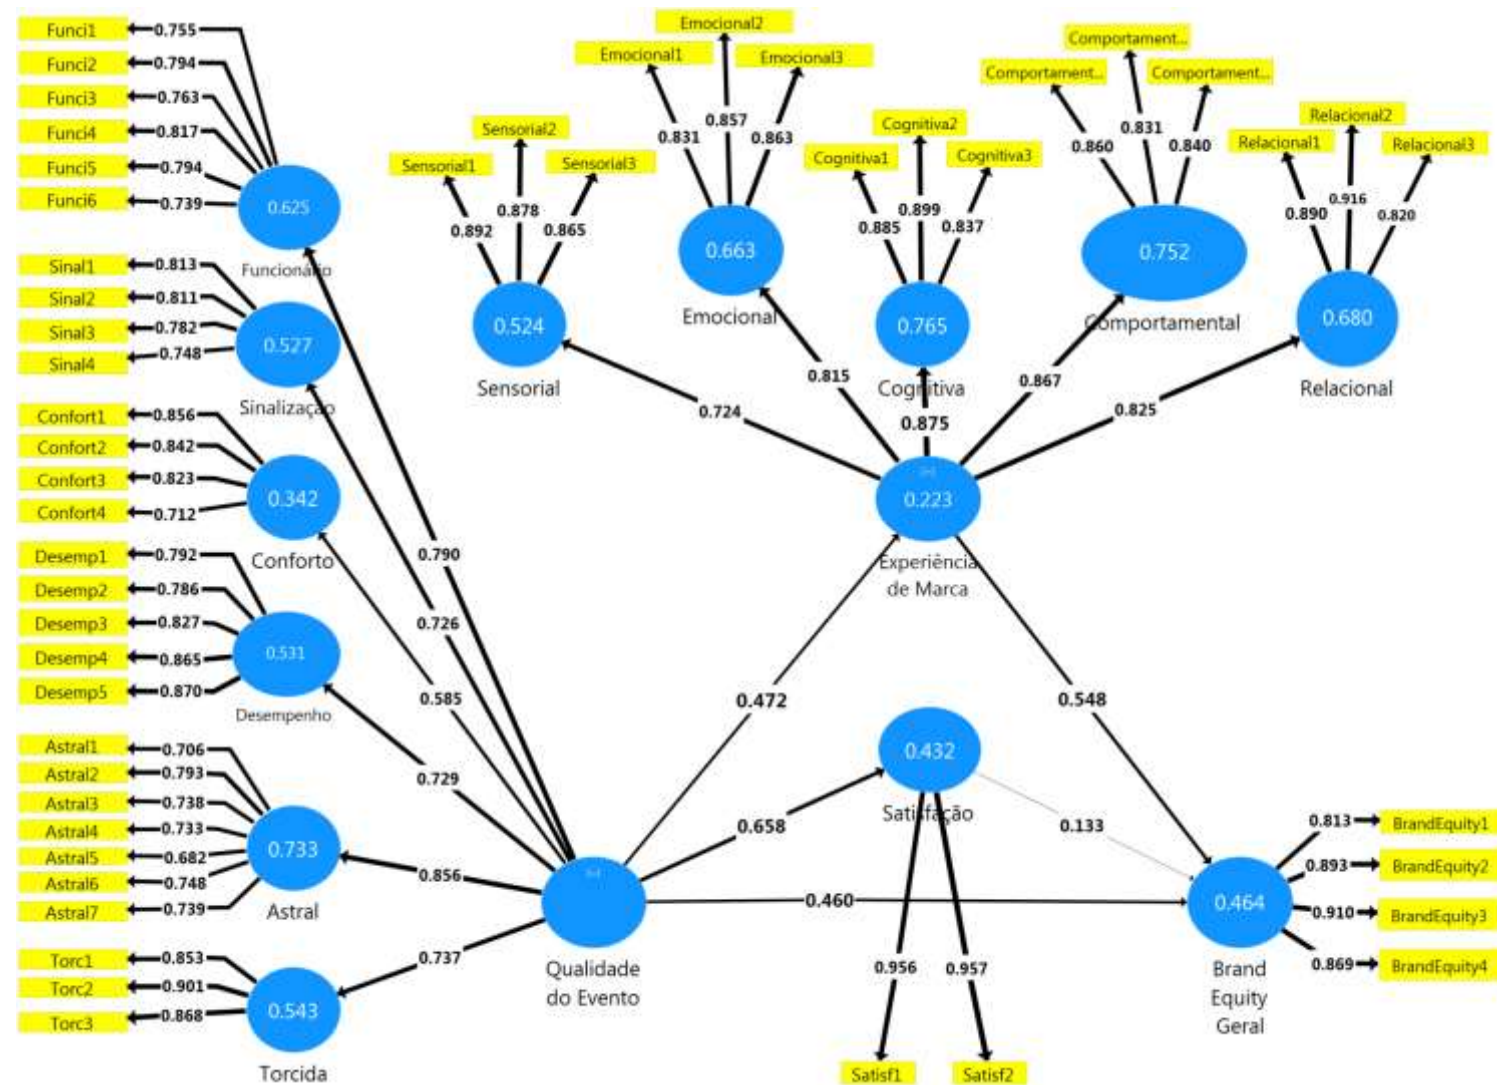 Funci1
0.755
Funci2
0.794
Funci3
0.763
Funci4
0.817
Funci5
0.794
Funci6
0.739
0.625
Funcionário
Sinal1
0.813
Sinal2
0.811
Sinal3
0.782
Sinal4
0.748
0.527
Sinalização
Confort1
0.856
Confort2
0.842
Confort3
0.823
Confort4
0.712
0.342
Conforto
Desemp1
0.792
Desemp2
0.786
Desemp3
0.827
Desemp4
0.865
Desemp5
0.870
0.531
Desempenho
Astral1
0.706
Astral2
0.793
Astral3
0.738
Astral4
0.733
Astral5
0.682
Astral6
0.748
Astral7
0.739
0.733
Astral
Torc1
0.853
Torc2
0.901
Torc3
0.868
0.543
Torcida
Sensorial1
Sensorial2
Sensorial3
0.892
0.878
0.865
0.524
Sensorial
Emocional1
Emocional2
Emocional3
0.831
0.857
0.863
0.663
Emocional
Cognitiva1
Cognitiva2
Cognitiva3
0.885
0.899
0.837
0.765
Cognitiva
Comportament...
Comportament...
Comportament...
0.860
0.831
0.840
0.752
Comportamental
Relacional1
Relacional2
Relacional3
0.890
0.916
0.820
0.680
Relacional
0.724
0.815
0.875
0.867
0.825
0.223
Experiência
de Marca
0.790
0.726
0.585
0.729
0.856
0.737
0.472
0.548
0.658
0.432
Satisfação
0.133
0.460
Qualidade
do Evento
0.956
0.957
Satisf1
Satisf2
0.464
Brand
Equity
Geral
0.813
BrandEquity1
0.893
BrandEquity2
0.910
BrandEquity3
0.869
BrandEquity4